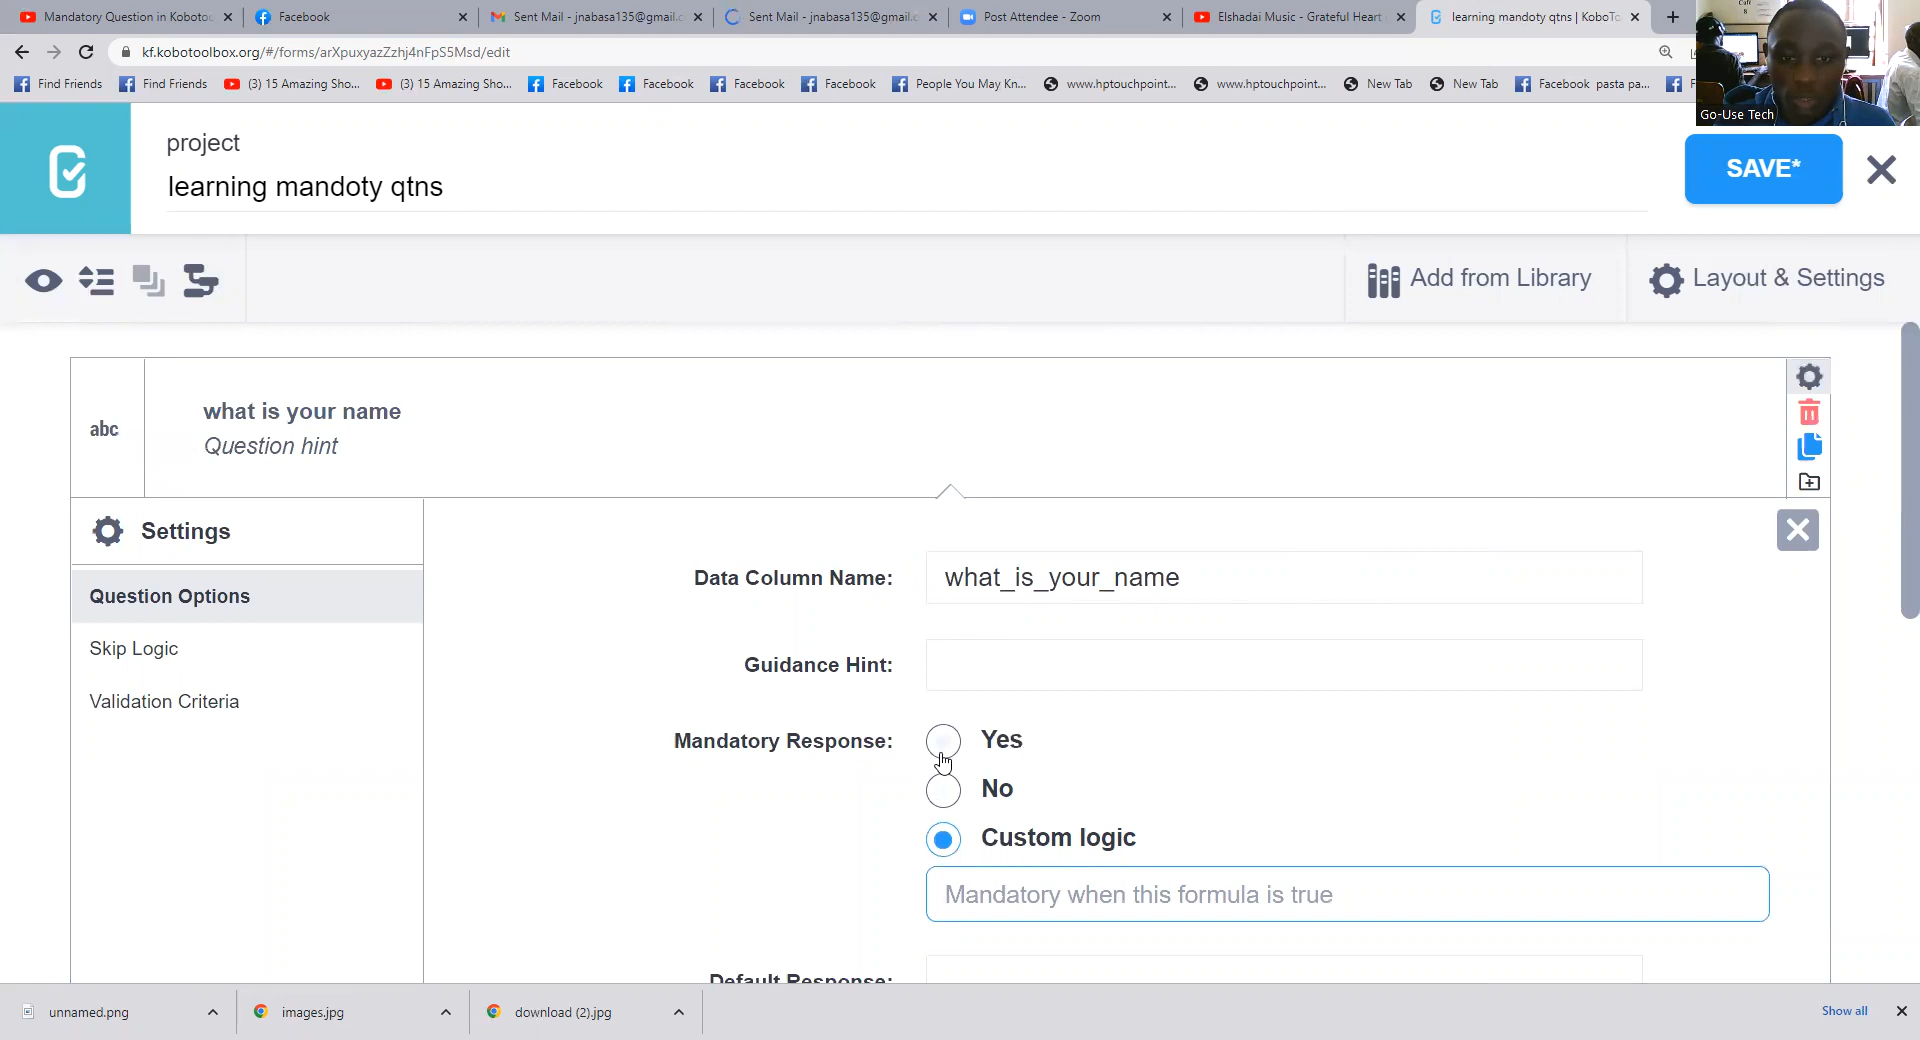 Mandatory Question in Koboto
Facebook
Sent Mail - jnabasa135@gmail.c
Sent Mail - jnabasa135@gmail.c
Post Attendee - Zoom
Elshadai Music - Grateful Heart
learning mandoty qtns | KoboTo
kf.kobotoolbox.org/#/forms/arXpuxyazZzhj4nFpS5Msd/edit
Find Friends
Find Friends
(3) 15 Amazing Sho...
(3) 15 Amazing Sho...
Facebook
Facebook
Facebook
Facebook
People You May Kn...
www.hptouchpoint...
www.hptouchpoint...
New Tab
New Tab
Facebook pasta pa...
Go-Use Tech
project
learning mandoty qtns
SAVE*
Add from Library
Layout & Settings
abc
what is your name
Question hint
Settings
Question Options
Skip Logic
Validation Criteria
Data Column Name:
what_is_your_name
Guidance Hint:
Mandatory Response:
Yes
No
Custom logic
Mandatory when this formula is true
Default Response:
unnamed.png
images.jpg
download (2).jpg
Show all